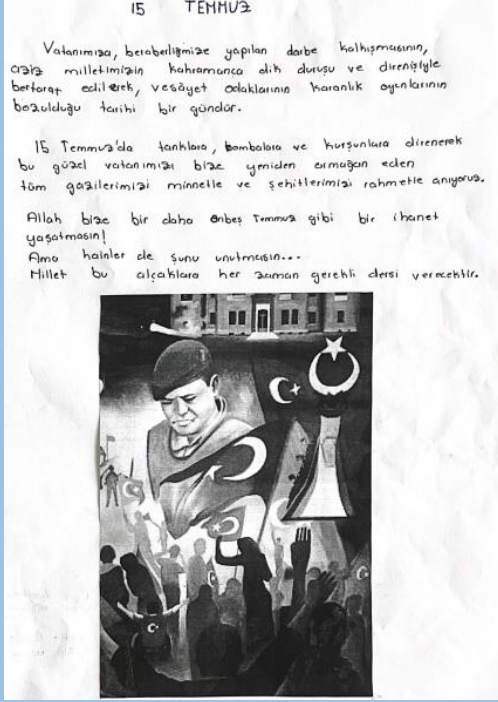 15 TEMMUZ
Vatanımıza, beraberliğimize yapılan darbe kalkışmasının,
aziz milletimizin kahramanca dik duruşu ve direnişiyle
bertaraf edilerek, vesayet odaklarının karanlık oyunlarının
bozulduğu tarihi bir gündür.
15 Temmuz'da tanklara, bombalara ve kurşunlara direnerek
bu güzel vatanımızı bize yeniden armağan eden
tüm gazilerimizi minnetle ve şehitlerimizi rahmetle anıyoruz.
Allah bize bir daha Onbeş Temmuz gibi bir ihanet
yaşatmasın!
Ama hainler de şunu unutmasın...
Millet bu alçaklara her zaman gerekli dersi verecektir.